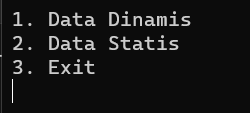 1. Data Dinamis
2. Data Statis
3. Exit